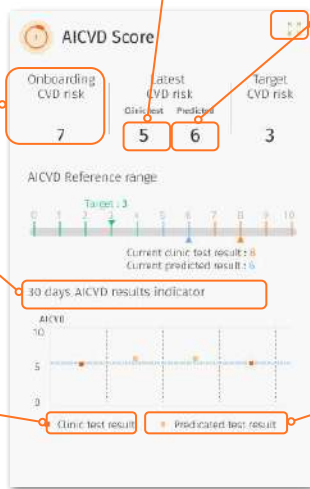 AICVD Score
Onboarding Latest Target
CVD risk CVD risk CVD risk
Clinic test Predicted
7 5 6 3
AICVD Reference range
Target : 3
0 1 2 3 4 5 6 7 8 9 10
Current clinic test result : 8
Current predicted result : 6
30 days AICVD results indicator
AICVD
10
5
0
Clinic test result Predicated test result